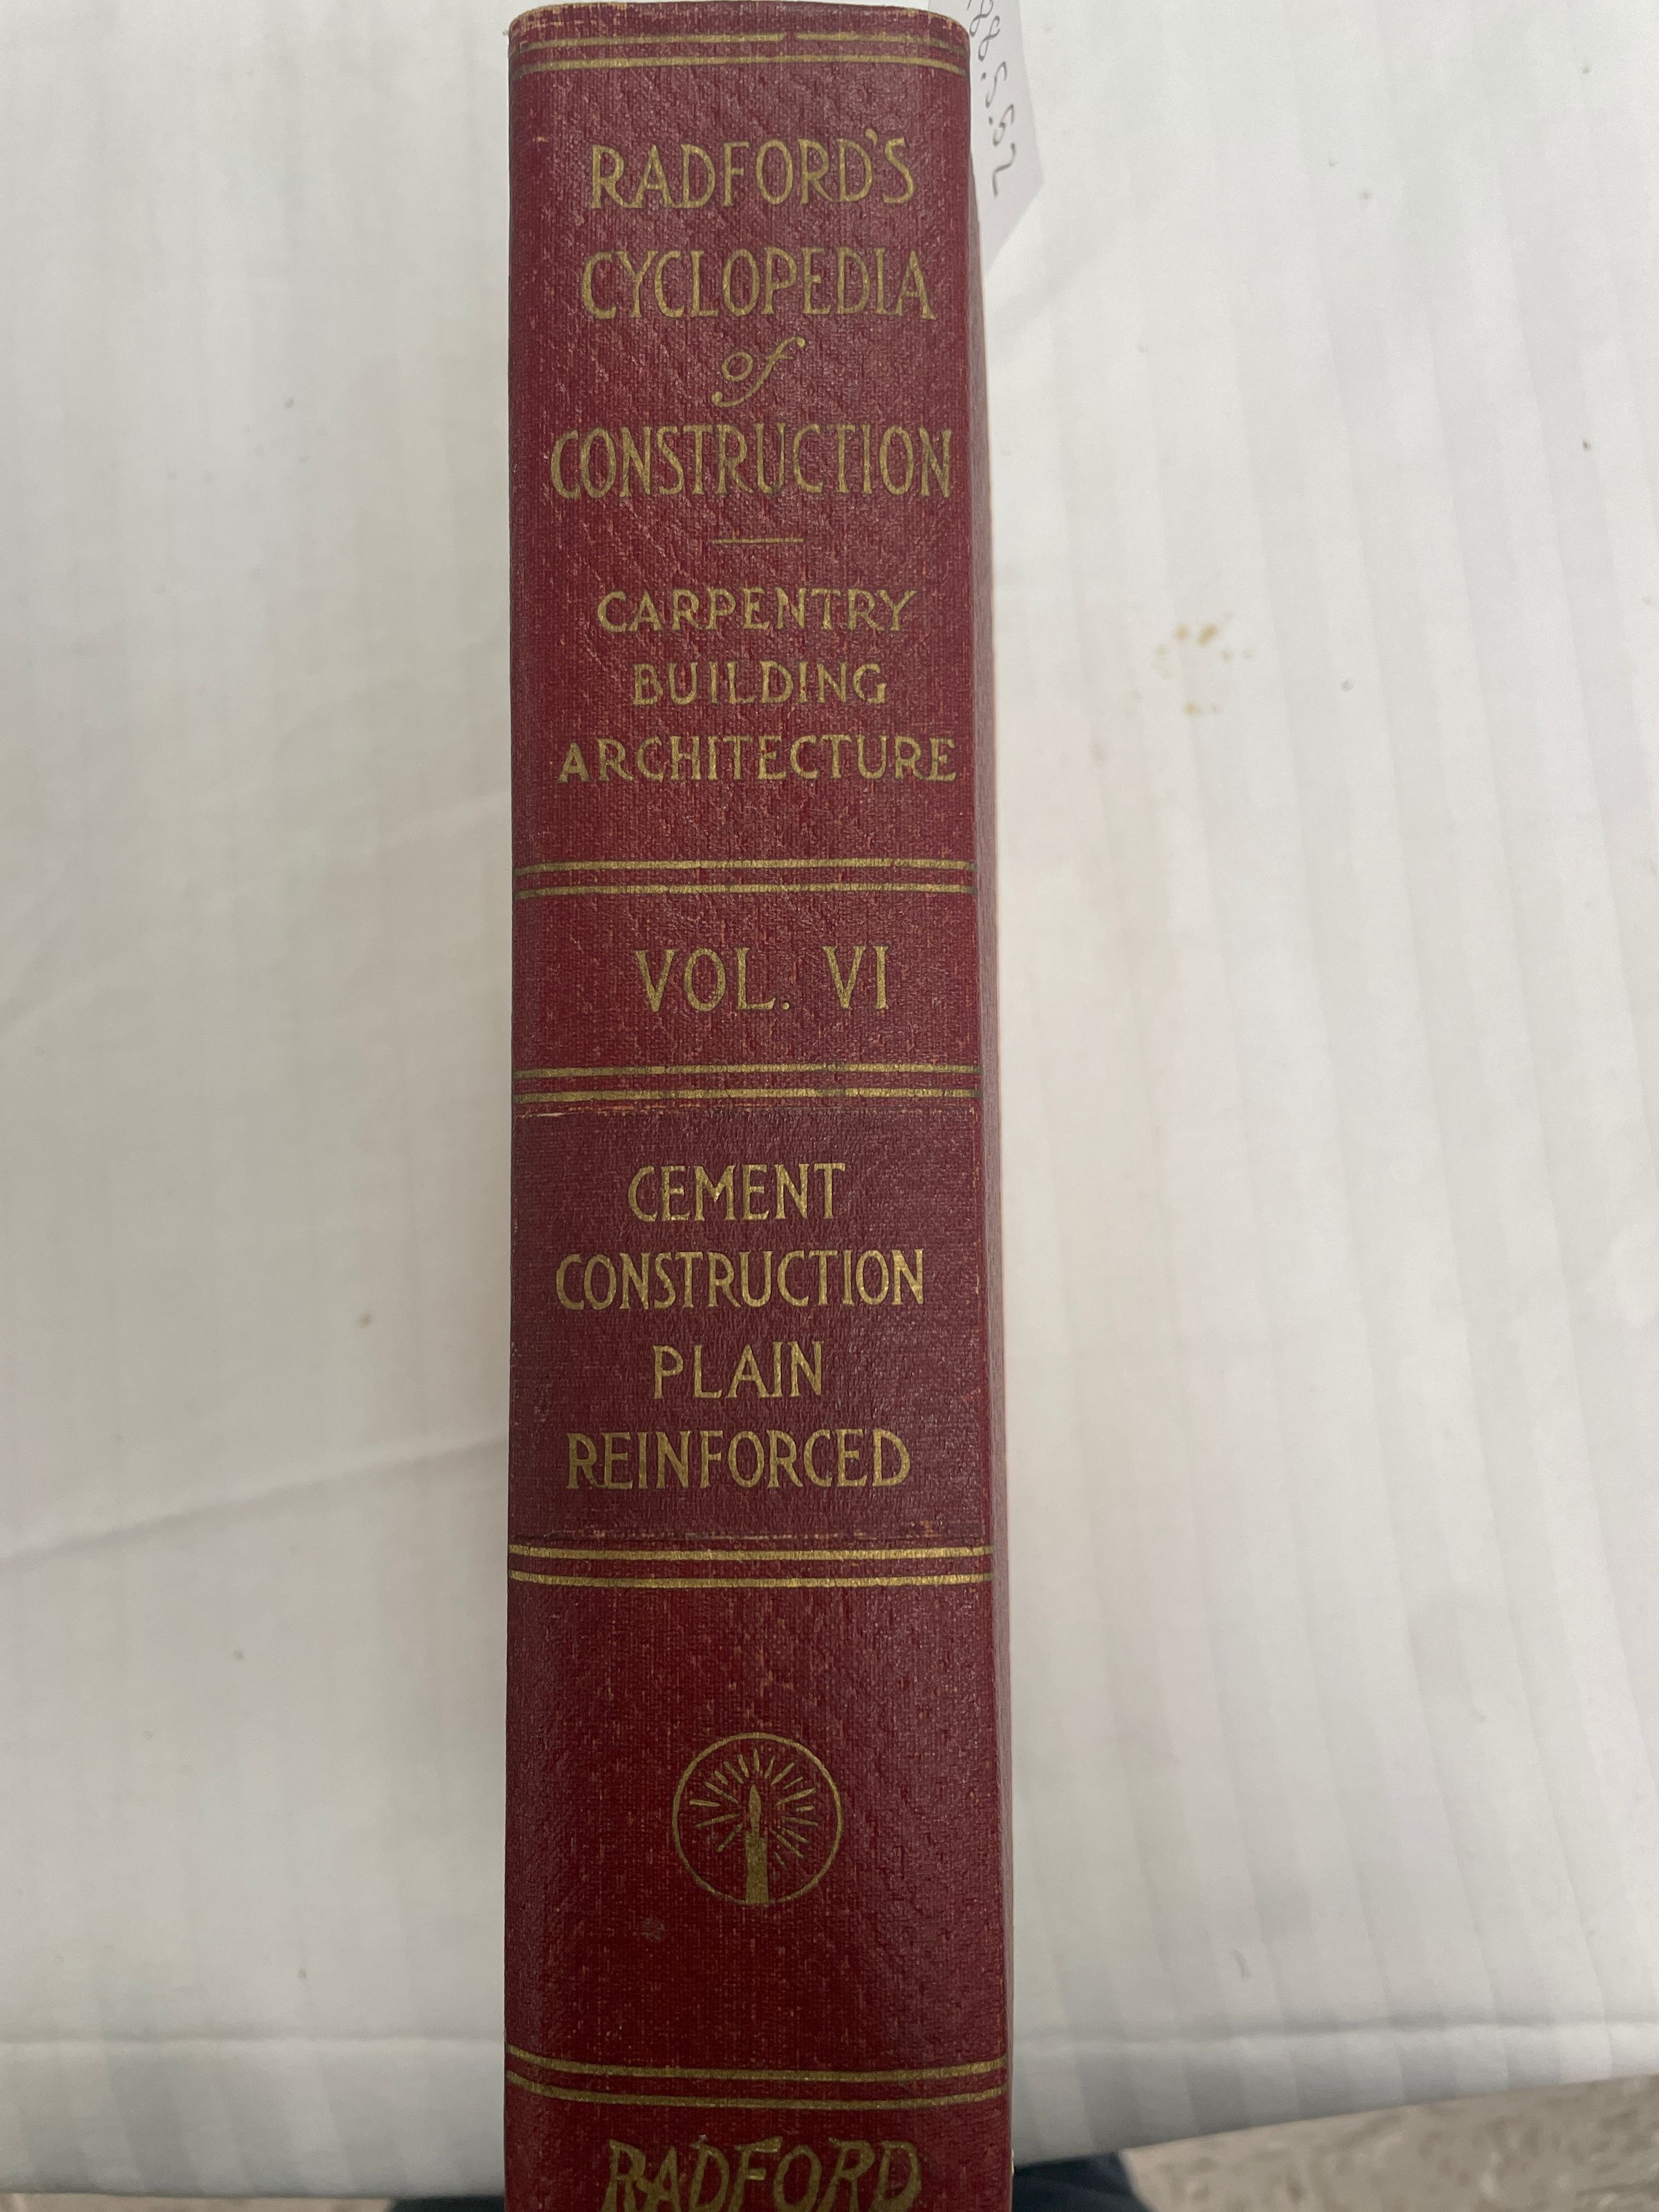 RADFORD'S
CYCLOPEDIA
of
CONSTRUCTION
CARPENTRY
BUILDING
ARCHITECTURE
VOL. VI
CEMENT
CONSTRUCTION
PLAIN
REINFORCED
RADFORD